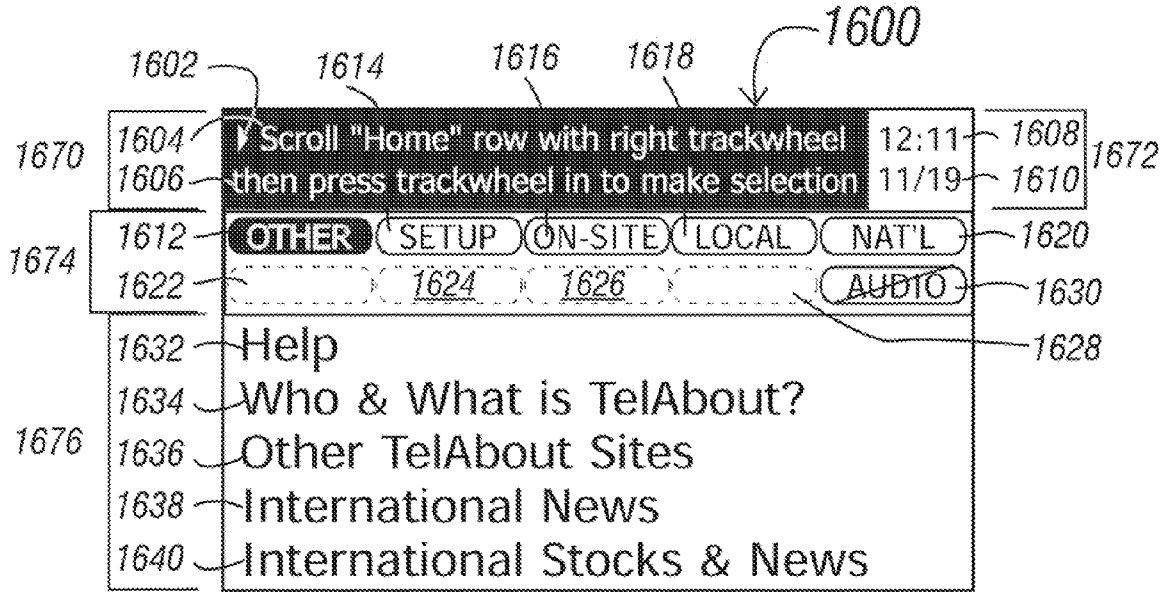 1600
1602 1614 1616 1618
1670 1604 Scroll "Home" row with right trackwheel 12:11 1608 1672
1606 then press trackwheel in to make selection 11/19 1610
1674 1612 OTHER SETUP ON-SITE LOCAL NAT'L 1620
1622 1624 1626 AUDIO 1630
1628
1632 Help
1634 Who & What is TelAbout?
1676 1636 Other TelAbout Sites
1638 International News
1640 International Stocks & News